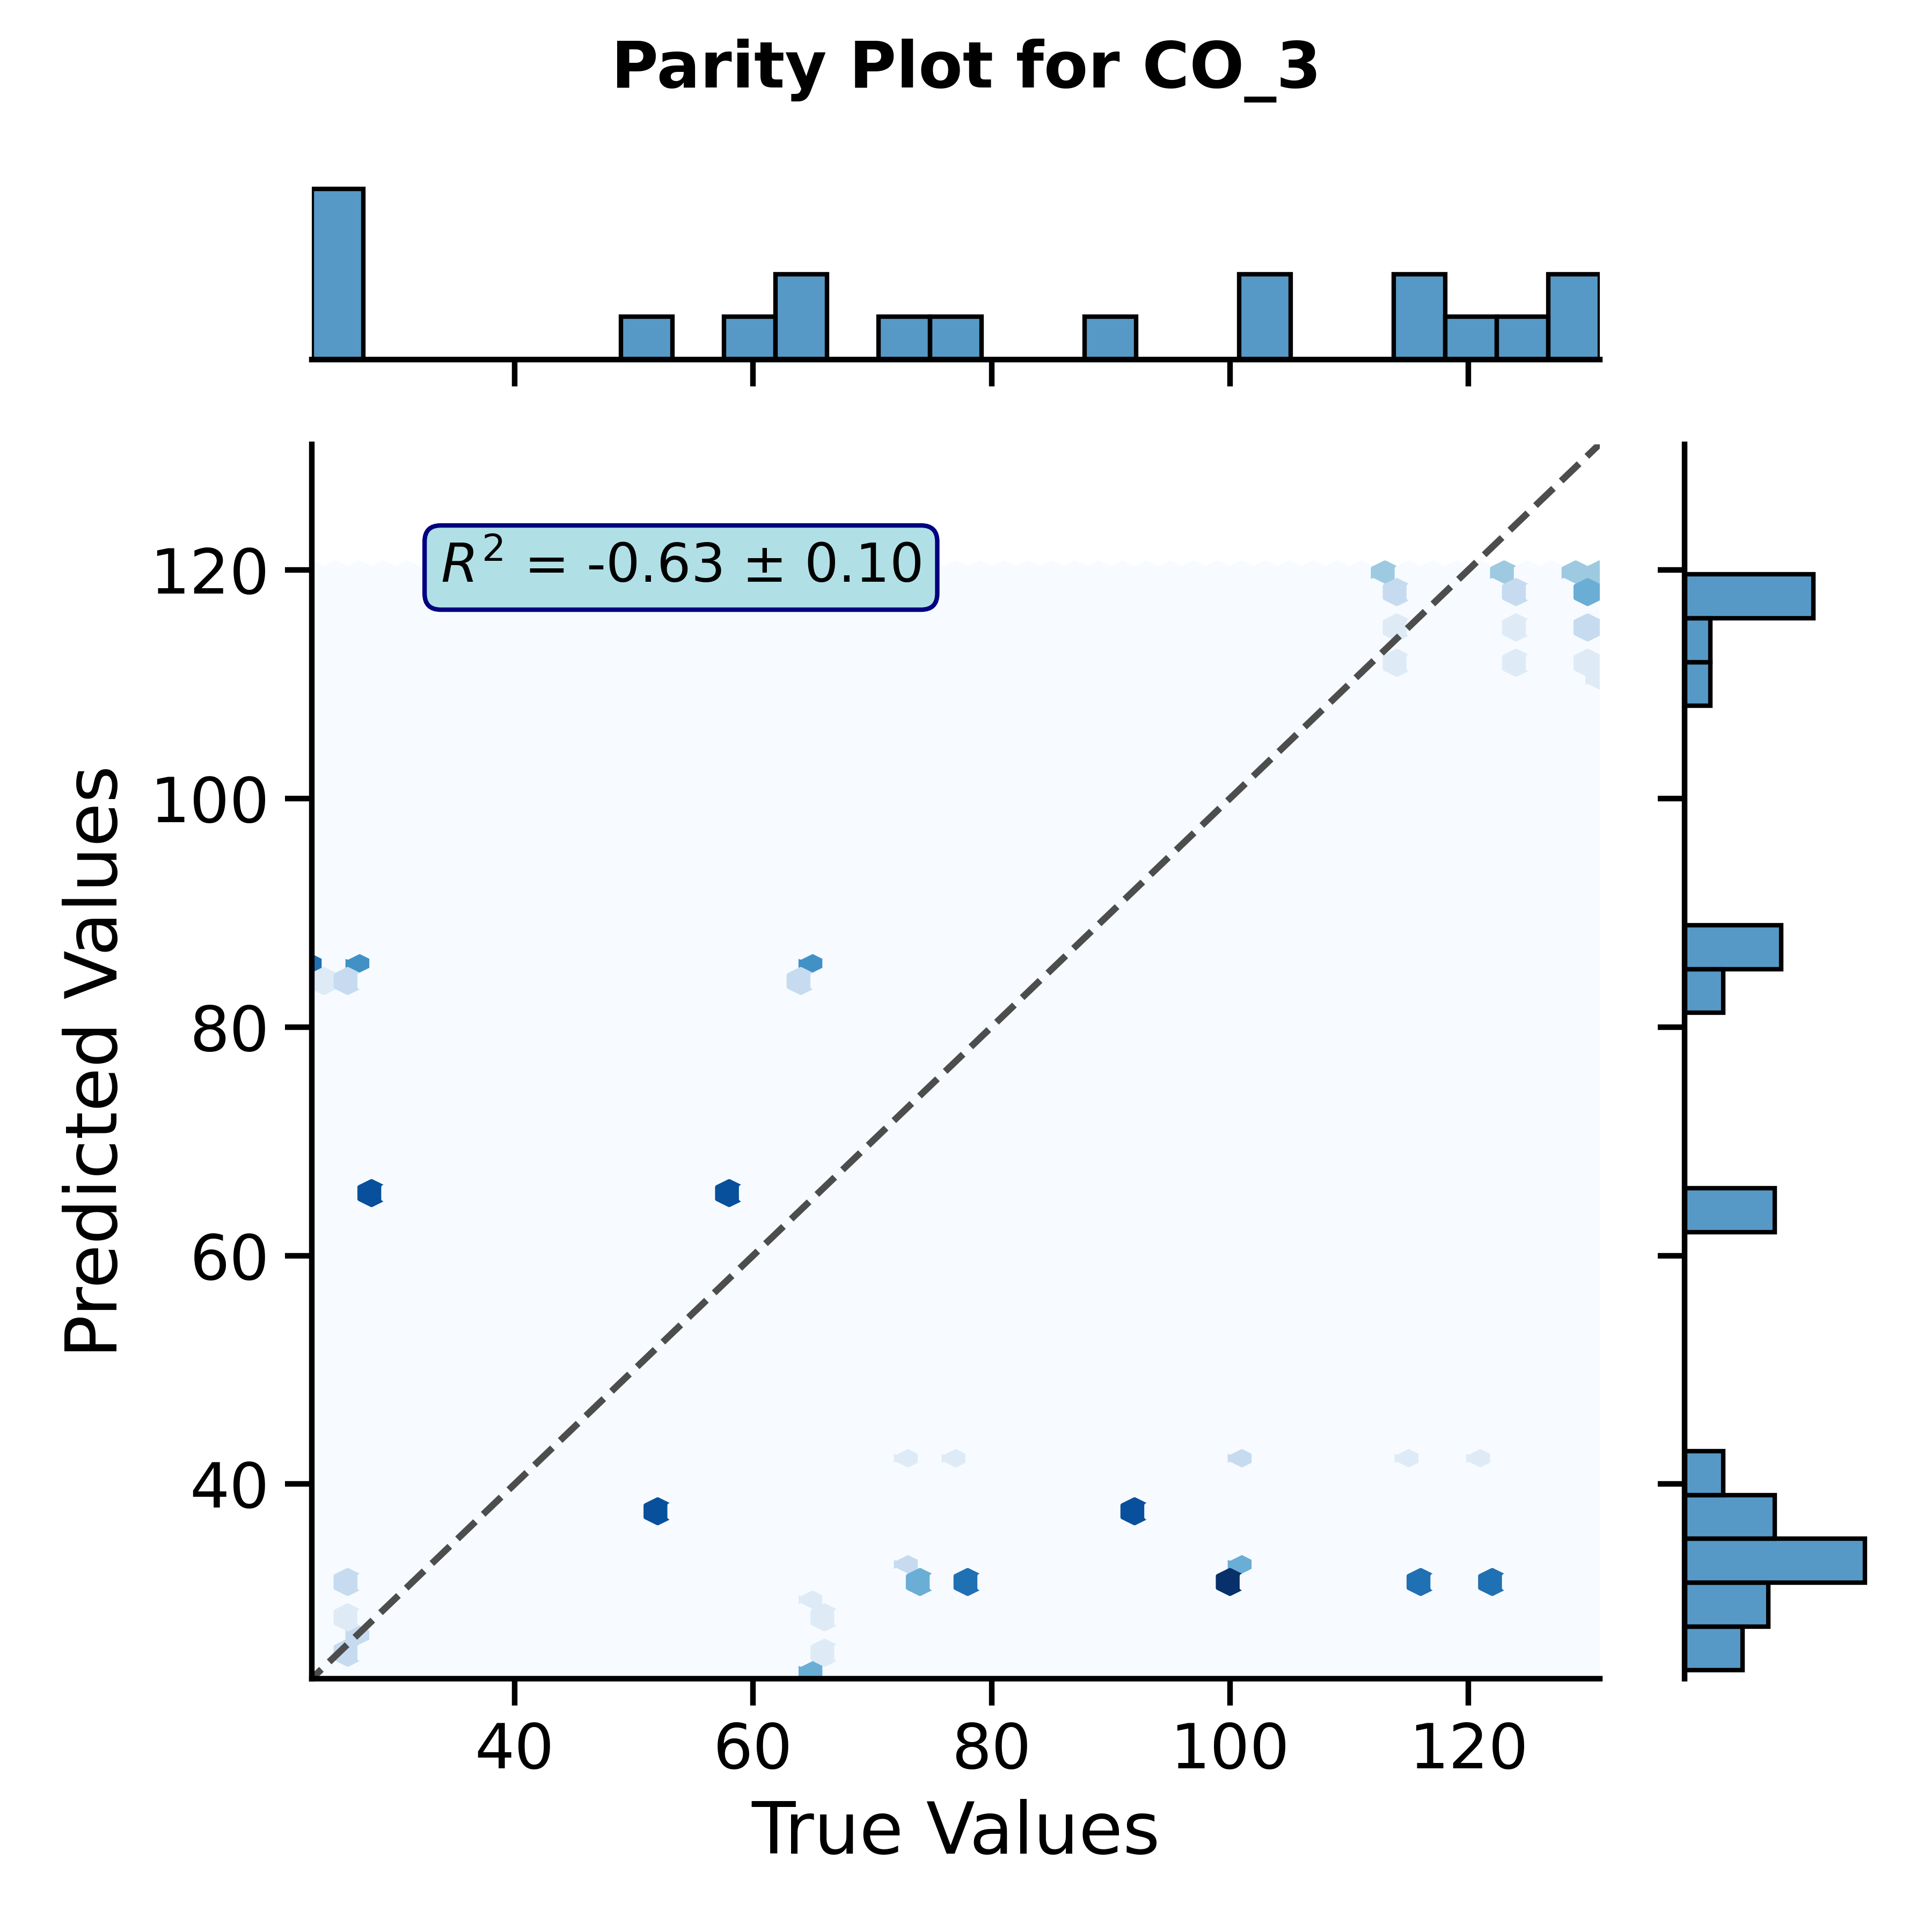 Parity Plot for CO_3
R² = -0.63 ± 0.10
120
100
80
60
40
Predicted Values
40 60 80 100 120
True Values